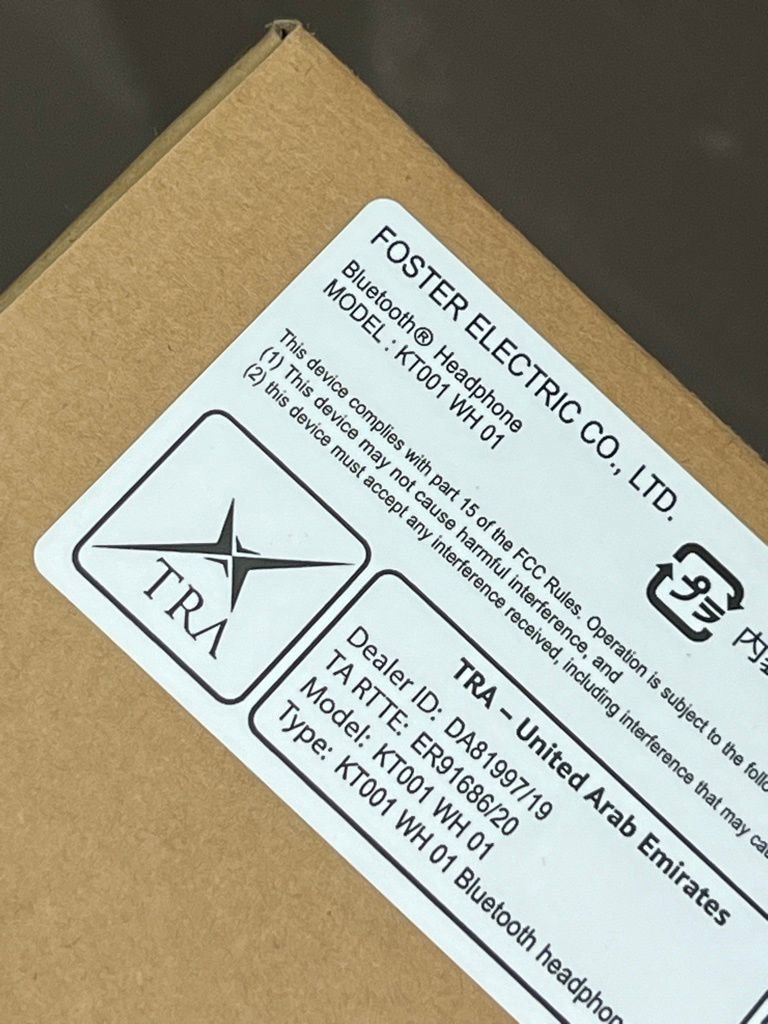 FOSTER ELECTRIC CO., LTD.
Bluetooth® Headphone
MODEL : KT001 WH 01
This device complies with part 15 of the FCC Rules. Operation is subject to the
(1) This device may not cause harmful interference, and
(2) this device must accept any interference received, including interference that may
プラ
内
TRA
TRA – United Arab Emirates
Dealer ID: DA81997/19
TA RTTE: ER91686/20
Model: KT001 WH 01
Type: KT001 WH 01 Bluetooth